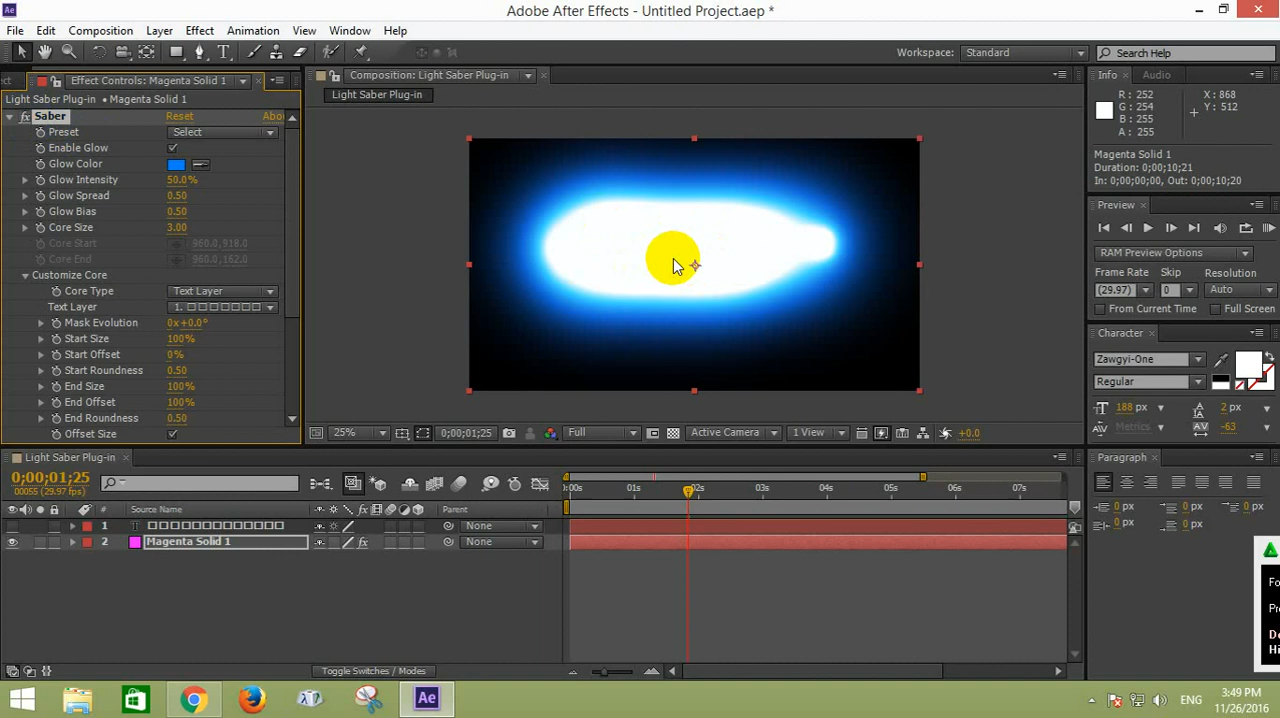 Adobe After Effects - Untitled Project.aep *
File Edit Composition Layer Effect Animation View Window Help
Workspace: Standard Search Help
Effect Controls: Magenta Solid 1
Light Saber Plug-in • Magenta Solid 1
Saber Reset Abo
Preset Select
Enable Glow
Glow Color
Glow Intensity 50.0%
Glow Spread 0.50
Glow Bias 0.50
Core Size 3.00
Core Start 960.0,918.0
Core End 960.0,162.0
Customize Core
Core Type Text Layer
Text Layer 1.
Mask Evolution 0x+0.0°
Start Size 100%
Start Offset 0%
Start Roundness 0.50
End Size 100%
End Offset 100%
End Roundness 0.50
Offset Size
Composition: Light Saber Plug-in
Light Saber Plug-in
25% 0;00;01;25 Full Active Camera 1 View +0.0
Info Audio
R: 252 X: 868
G: 254 Y: 512
B: 255
A: 255
Magenta Solid 1
Duration: 0;00;10;21
In: 0;00;00;00, Out: 0;00;10;20
Preview
RAM Preview Options
Frame Rate Skip Resolution
(29.97) 0 Auto
From Current Time Full Screen
Character
Zawgyi-One
Regular
188 px 2 px
Metrics -63
Paragraph
0 px 0 px 0 px
0 px 0 px
Light Saber Plug-in
0;00;01;25
00055 (29.97 fps)
# Source Name Parent
1 T None
2 Magenta Solid 1 None
:00s 01s 02s 03s 04s 05s 06s 07s
Toggle Switches / Modes
Fo
Pr
D
Hi
Ae ENG 3:49 PM
11/26/2016